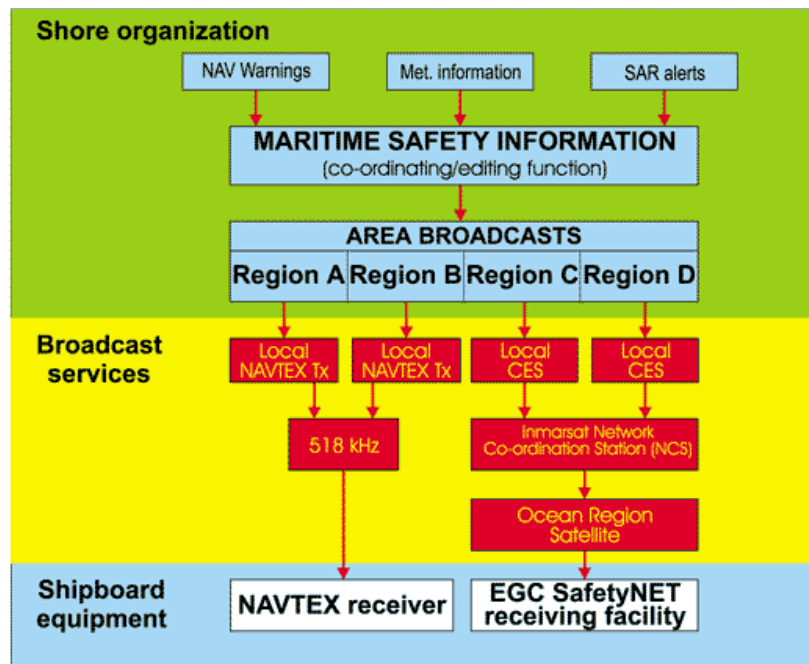 Shore organization
NAV Warnings
Met. information
SAR alerts
MARITIME SAFETY INFORMATION
(co-ordinating/editing function)
AREA BROADCASTS
Region A
Region B
Region C
Region D
Broadcast
services
Local
NAVTEX Tx
Local
NAVTEX Tx
Local
CES
Local
CES
518 kHz
Inmarsat Network
Co-ordination Station (NCS)
Ocean Region
Satellite
Shipboard
equipment
NAVTEX receiver
EGC SafetyNET
receiving facility